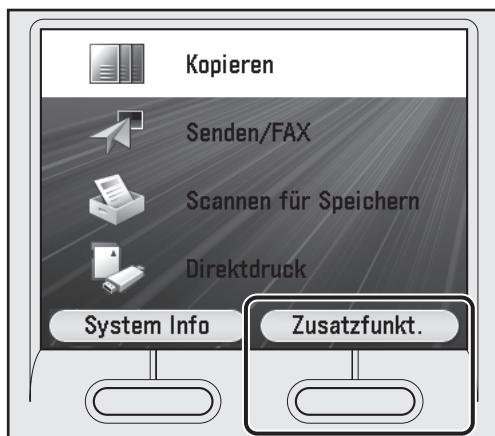 Kopieren
Senden/FAX
Scannen für Speichern
Direktdruck
System Info
Zusatzfunkt.